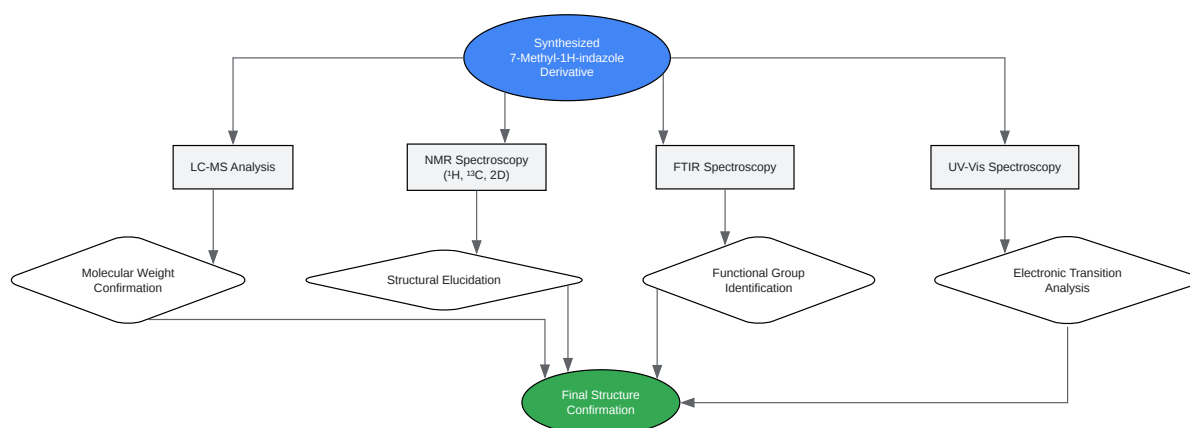 Synthesized
7-Methyl-1H-indazole
Derivative
LC-MS Analysis
NMR Spectroscopy
(¹H, ¹³C, 2D)
FTIR Spectroscopy
UV-Vis Spectroscopy
Molecular Weight
Confirmation
Structural Elucidation
Functional Group
Identification
Electronic Transition
Analysis
Final Structure
Confirmation